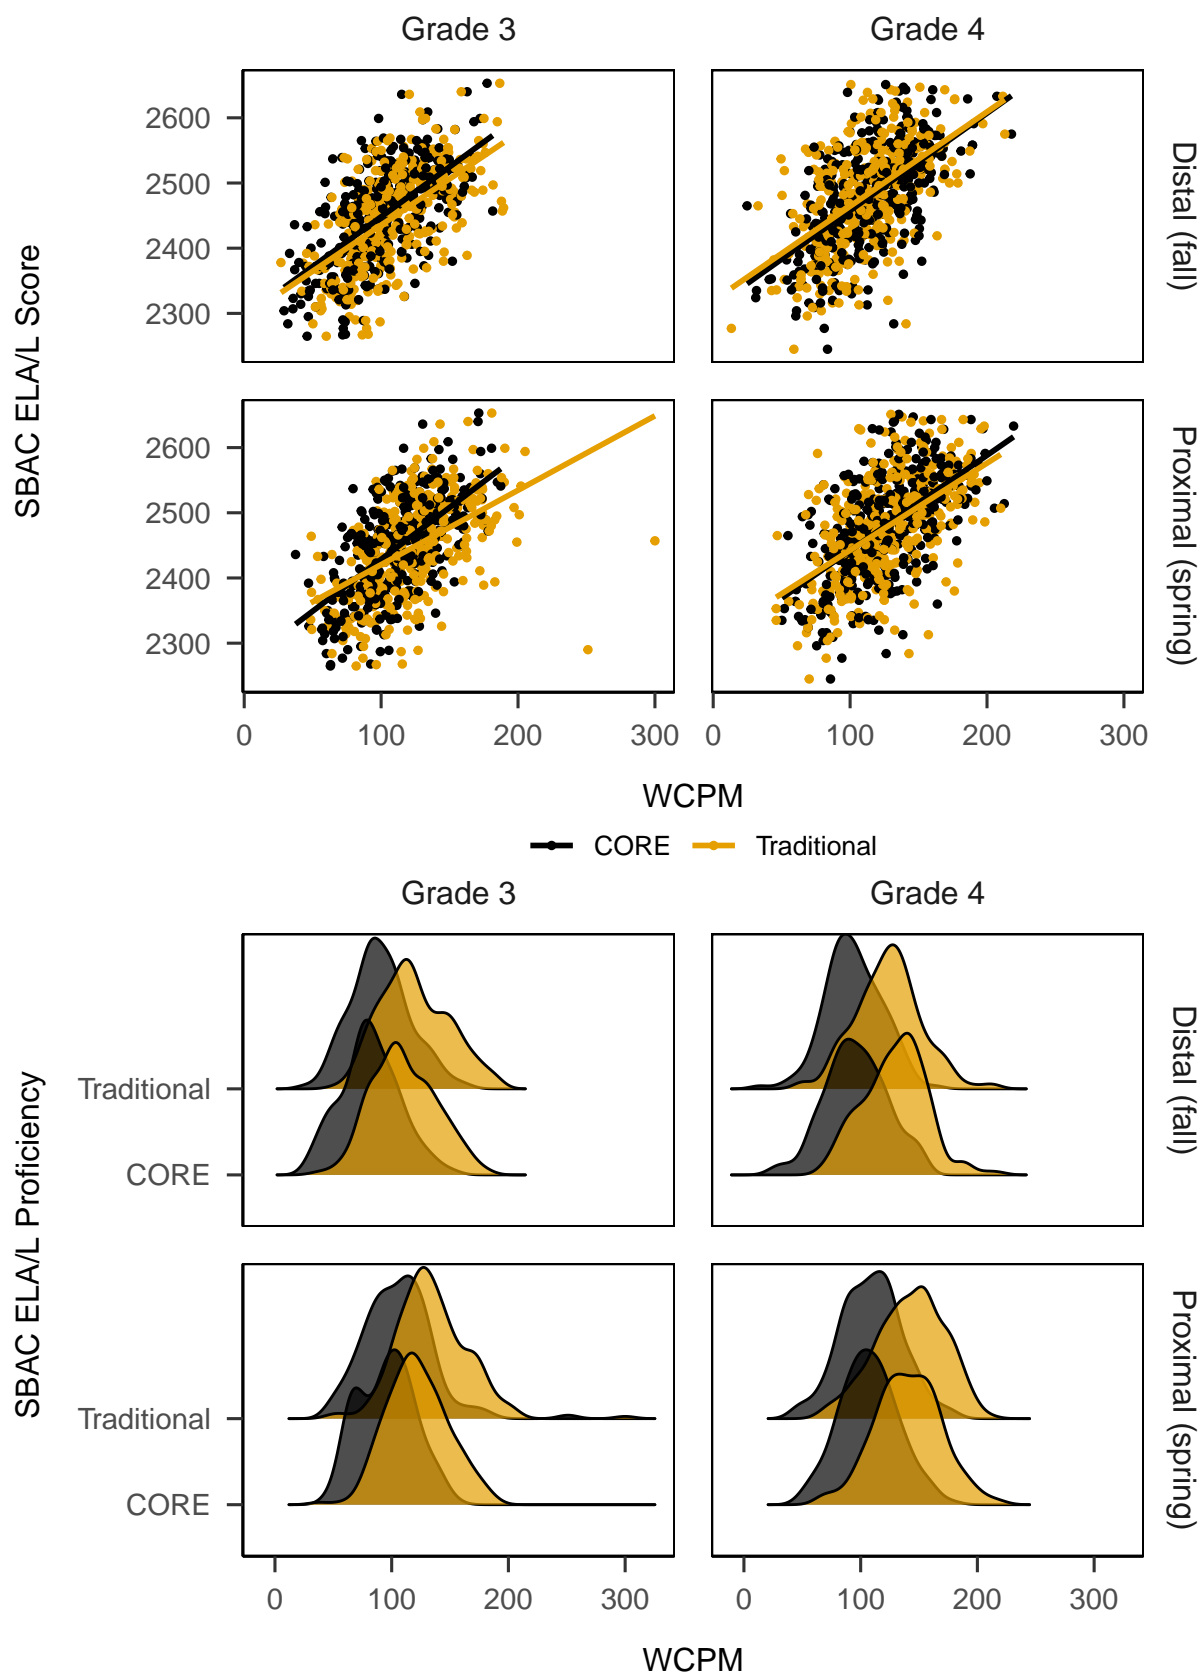 Grade 3
Grade 4
SBAC ELA/L Score
2600
2500
2400
2300
Distal (fall)
2600
2500
2400
2300
Proximal (spring)
0 100 200 300
0 100 200 300
WCPM
CORE Traditional
Grade 3
Grade 4
SBAC ELA/L Proficiency
Traditional
CORE
Distal (fall)
Traditional
CORE
Proximal (spring)
0 100 200 300
0 100 200 300
WCPM